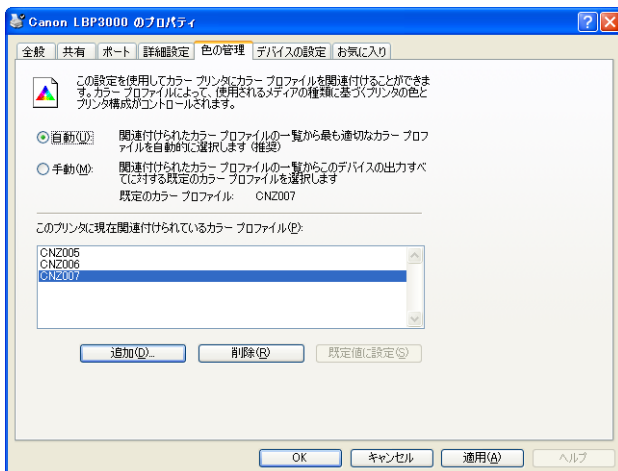 Canon LBP3000 のプロパティ
全般 共有 ポート 詳細設定 色の管理 デバイスの設定 お気に入り
この設定を使用してカラー プリンタにカラー プロファイルを関連付けることができま
す。カラー プロファイルによって、使用されるメディアの種類に基づくプリンタの色と
プリンタ構成がコントロールされます。
自動(U): 関連付けられたカラー プロファイルの一覧から最も適切なカラー プロフ
ァイルを自動的に選択します (推奨)
手動(M): 関連付けられたカラー プロファイルの一覧からこのデバイスの出力すべ
てに対する既定のカラー プロファイルを選択します
既定のカラー プロファイル: CNZ007
このプリンタに現在関連付けられているカラー プロファイル(P):
CNZ005
CNZ006
CNZ007
追加(D)... 削除(R) 既定値に設定(S)
OK キャンセル 適用(A) ヘルプ